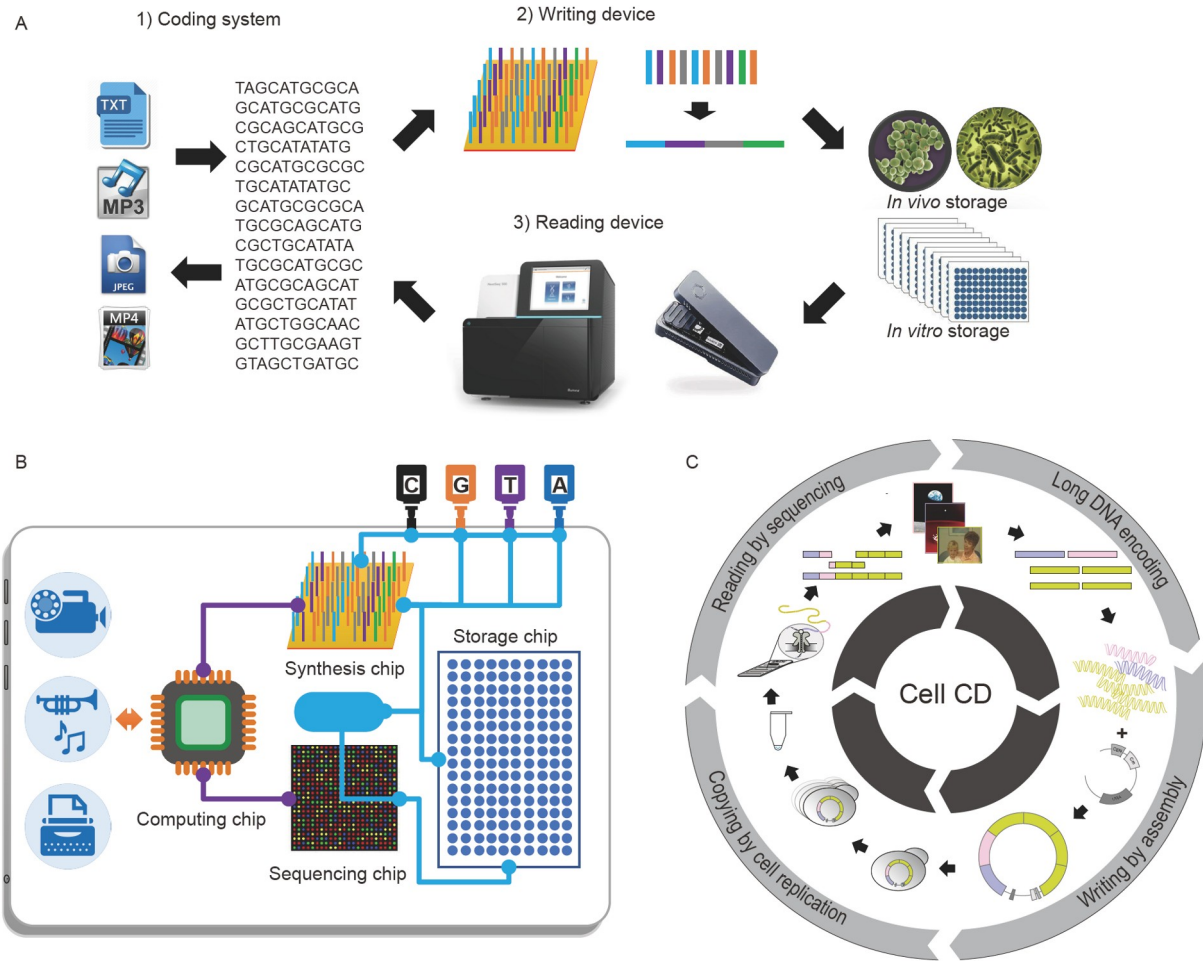 A
1) Coding system
2) Writing device
TXT
MP3
JPEG
MP4
TAGCATGCGCA
GCATGCGCATG
CGCAGCATGCG
CTGCATATATG
CGCATGCGCGC
TGCATATATGC
GCATGCGCGCA
TGCGCAGCATG
CGCTGCATATA
TGCGCATGCGC
ATGCGCAGCAT
GCGCTGCATAT
ATGCTGGCAAC
GCTTGCGAAGT
GTAGCTGATGC
In vivo storage
3) Reading device
In vitro storage
B
C G T A
Synthesis chip
Storage chip
Computing chip
Sequencing chip
C
Reading by sequencing
Long DNA encoding
Cell CD
+
Copying by cell replication
Writing by assembly